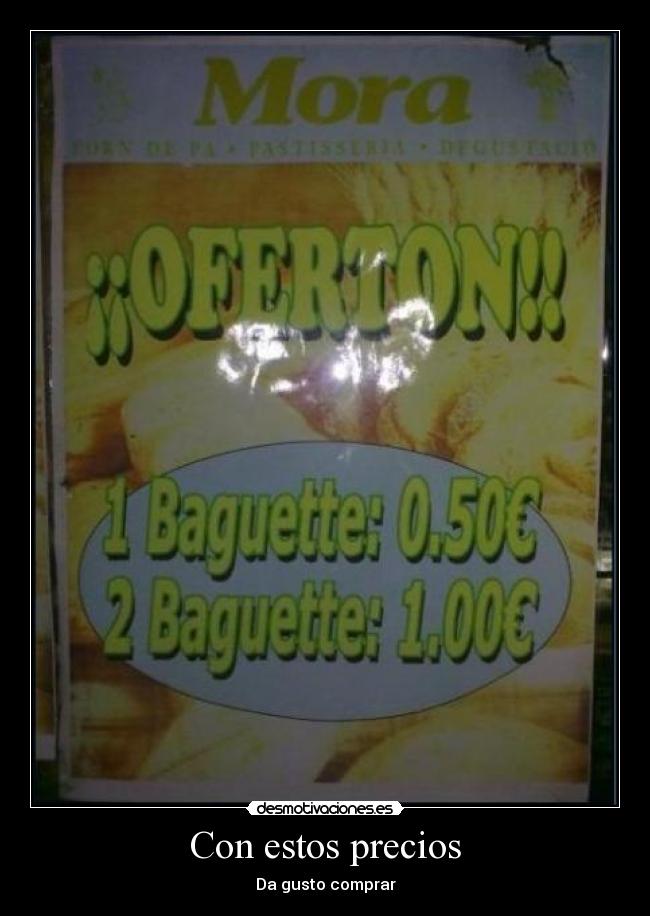 Mora
FORN DE PA • PASTISSERIA • DEGUSTACIÓ
¡¡OFERTON!!
1 Baguette: 0.50€
2 Baguette: 1.00€
desmotivaciones.es
Con estos precios
Da gusto comprar